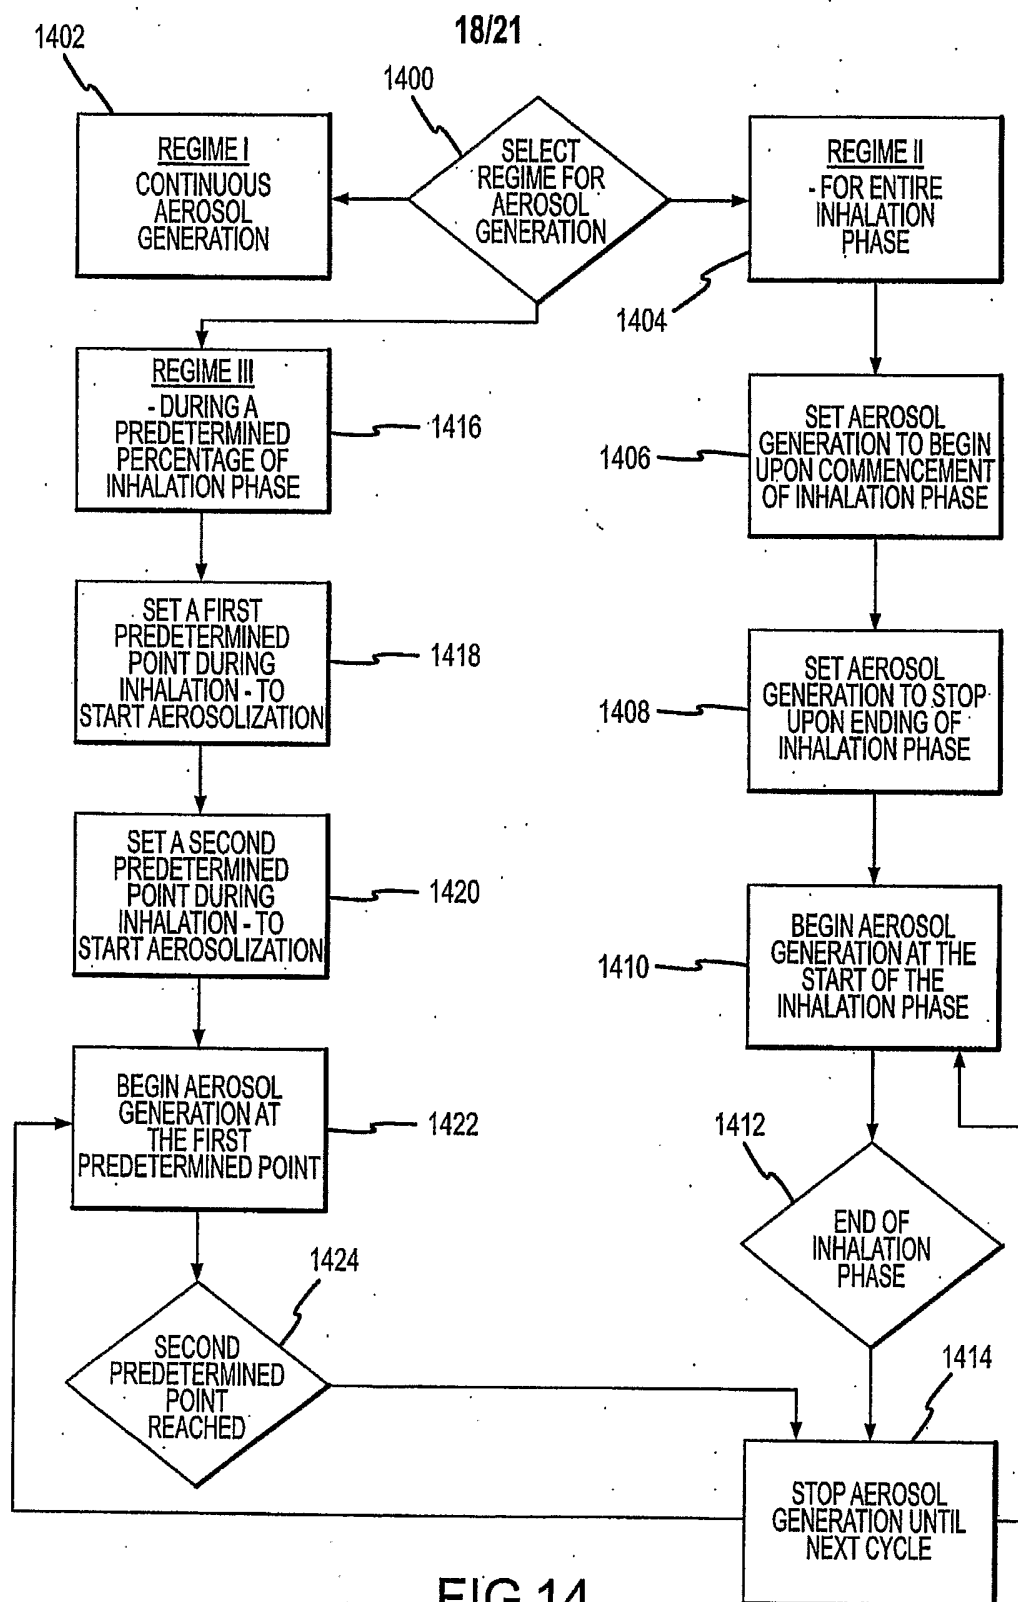 18/21
1402
1400
REGIME I
CONTINUOUS
AEROSOL
GENERATION
SELECT
REGIME FOR
AEROSOL
GENERATION
REGIME II
- FOR ENTIRE
INHALATION
PHASE
1404
REGIME III
- DURING A
PREDETERMINED
PERCENTAGE OF
INHALATION PHASE
1416
SET AEROSOL
GENERATION TO BEGIN
UPON COMMENCEMENT
OF INHALATION PHASE
1406
SET A FIRST
PREDETERMINED
POINT DURING
INHALATION - TO
START AEROSOLIZATION
1418
SET AEROSOL
GENERATION TO STOP
UPON ENDING OF
INHALATION PHASE
1408
SET A SECOND
PREDETERMINED
POINT DURING
INHALATION - TO
START AEROSOLIZATION
1420
BEGIN AEROSOL
GENERATION AT THE
START OF THE
INHALATION PHASE
1410
BEGIN AEROSOL
GENERATION AT
THE FIRST
PREDETERMINED POINT
1422
1412
END OF
INHALATION
PHASE
1424
SECOND
PREDETERMINED
POINT
REACHED
1414
STOP AEROSOL
GENERATION UNTIL
NEXT CYCLE
FIG.14